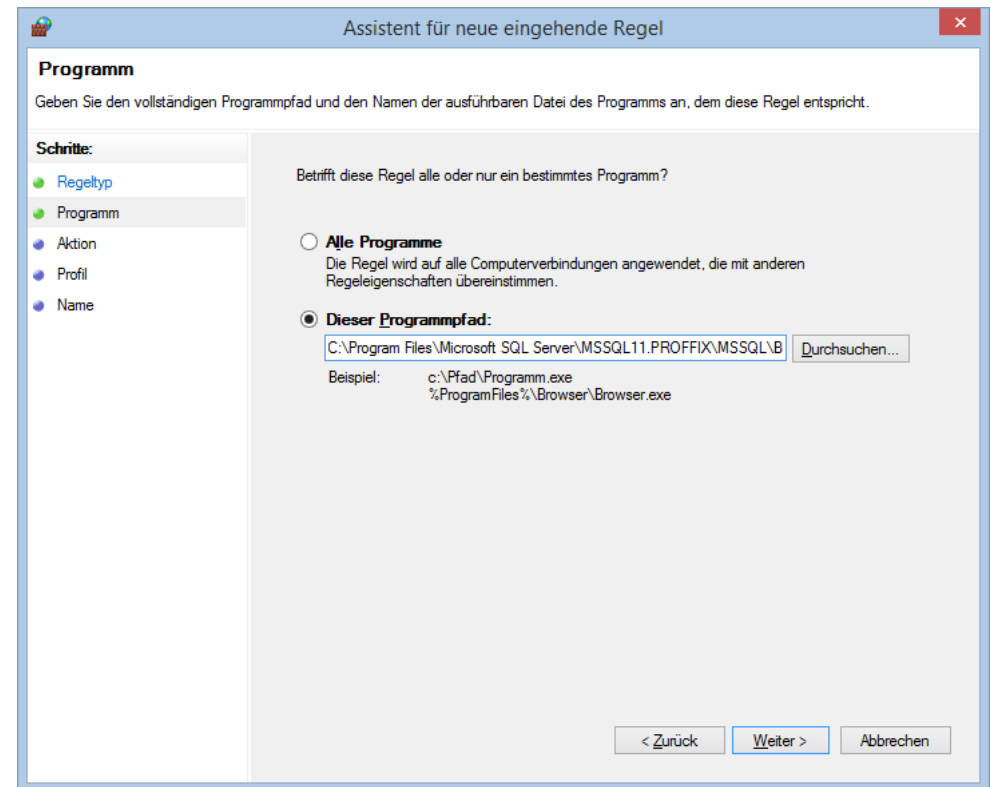 Assistent für neue eingehende Regel
Programm
Geben Sie den vollständigen Programmpfad und den Namen der ausführbaren Datei des Programms an, dem diese Regel entspricht.
Schritte:
Regeltyp
Programm
Aktion
Profil
Name
Betrifft diese Regel alle oder nur ein bestimmtes Programm?
Alle Programme
Die Regel wird auf alle Computerverbindungen angewendet, die mit anderen
Regeleigenschaften übereinstimmen.
Dieser Programmpfad:
C:\Program Files\Microsoft SQL Server\MSSQL11.PROFFIX\MSSQL\B
Durchsuchen...
Beispiel: c:\Pfad\Programm.exe
%ProgramFiles%\Browser\Browser.exe
< Zurück Weiter > Abbrechen